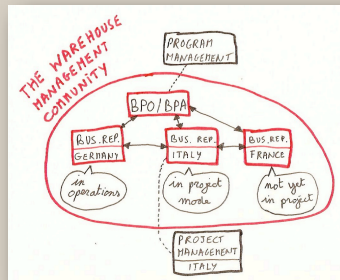 THE WAREHOUSE
MANAGEMENT
COMMUNITY
PROGRAM
MANAGEMENT
BPO/BPA
BUS.REP.
GERMANY
BUS. REP.
ITALY
BUS.REP.
FRANCE
in
operations
in project
mode
not yet
in project
PROJECT
MANAGEMENT
ITALY